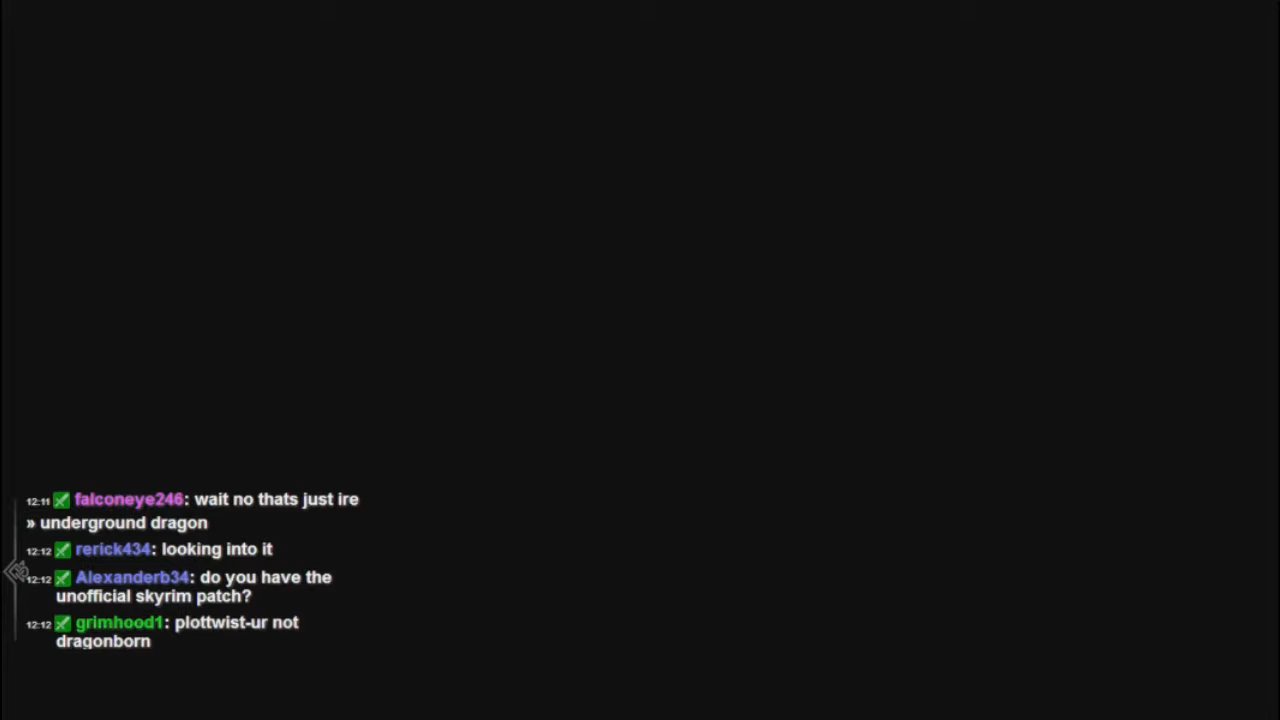 12:11 falconeye246: wait no thats just ire
» underground dragon
12:12 rerick434: looking into it
12:12 Alexanderb34: do you have the
unofficial skyrim patch?
12:12 grimhood1: plottwist-ur not
dragonborn